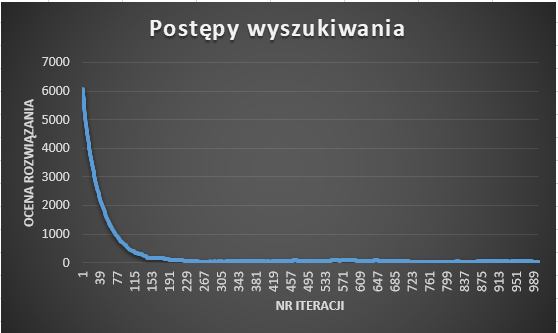 Postępy wyszukiwania
7000
6000
5000
4000
3000
2000
1000
0
OCENA ROZWIĄZANIA
1 39 77 115 153 191 229 267 305 343 381 419 457 495 533 571 609 647 685 723 761 799 837 875 913 951 989
NR ITERACJI